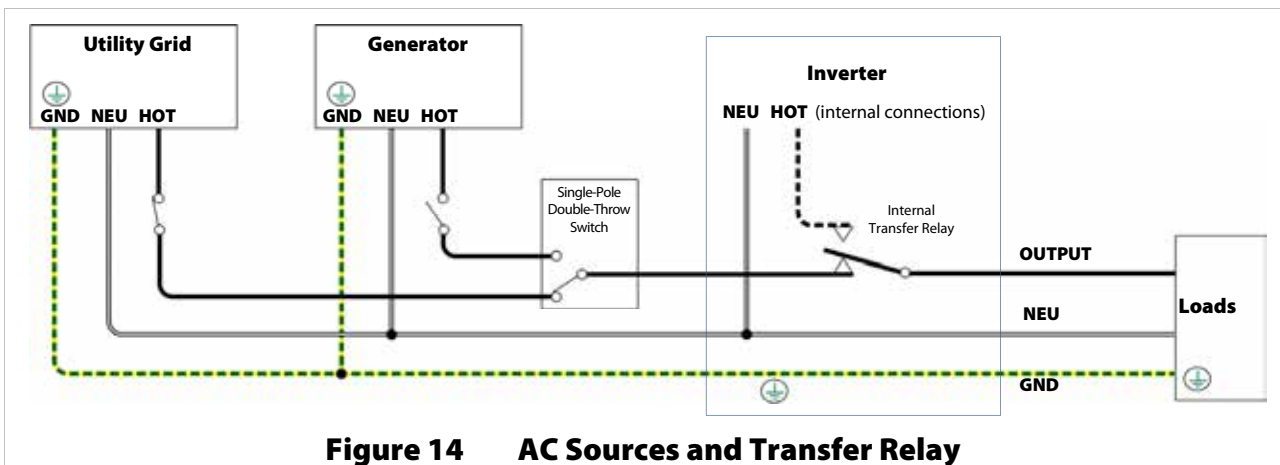 Utility Grid
GND NEU HOT
Generator
GND NEU HOT
Single-Pole
Double-Throw
Switch
Inverter
NEU HOT (internal connections)
Internal
Transfer Relay
OUTPUT
NEU
GND
Loads
Figure 14 AC Sources and Transfer Relay